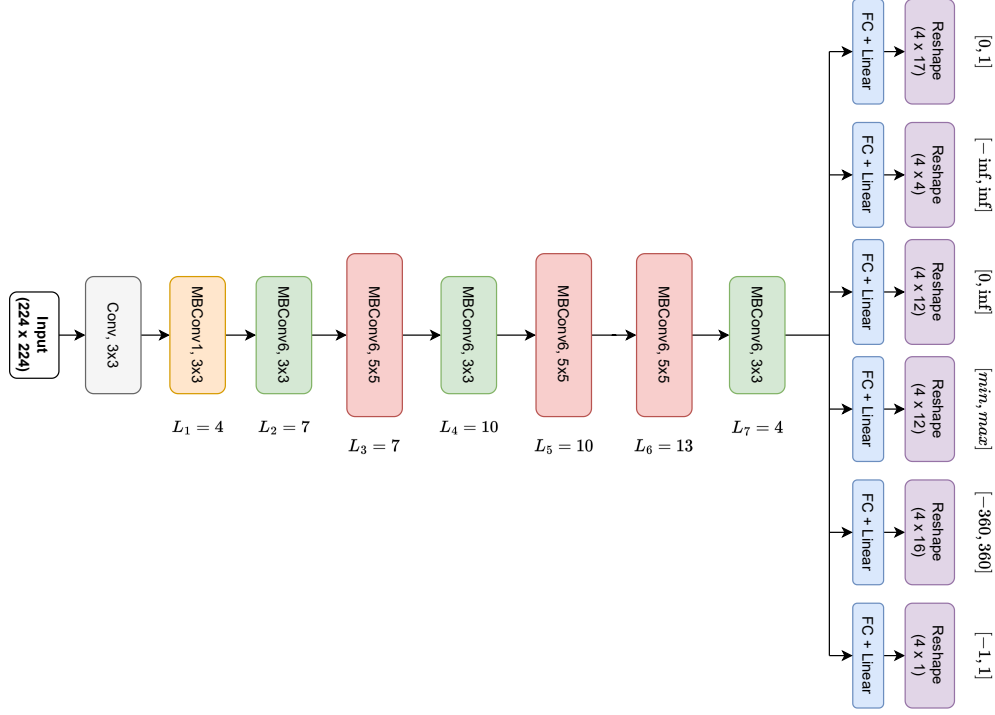 Input
(224 x 224)
Conv, 3x3
MBConv1, 3x3
L₁ = 4
MBConv6, 3x3
L₂ = 7
MBConv6, 5x5
L₃ = 7
MBConv6, 3x3
L₄ = 10
MBConv6, 5x5
L₅ = 10
MBConv6, 5x5
L₆ = 13
MBConv6, 3x3
L₇ = 4
FC + Linear
Reshape
(4 x 17)
[0, 1]
FC + Linear
Reshape
(4 x 4)
[− inf, inf]
FC + Linear
Reshape
(4 x 12)
[0, inf]
FC + Linear
Reshape
(4 x 12)
[min, max]
FC + Linear
Reshape
(4 x 16)
[−360, 360]
FC + Linear
Reshape
(4 x 1)
[−1, 1]